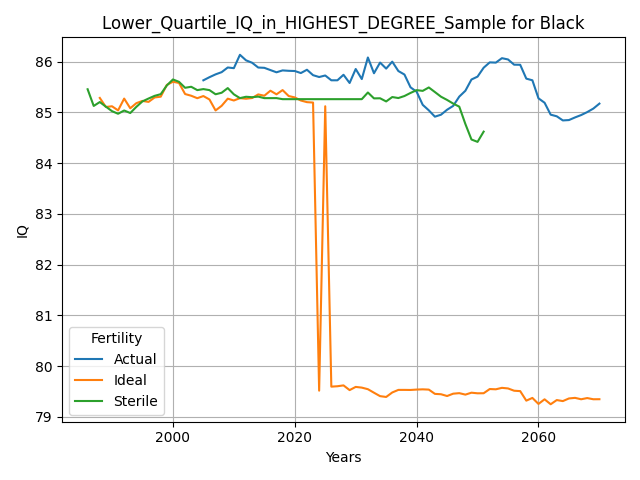 Lower_Quartile_IQ_in_HIGHEST_DEGREE_Sample for Black
86
85
84
83
82
81
80
79
IQ
Fertility
Actual
Ideal
Sterile
2000
2020
2040
2060
Years